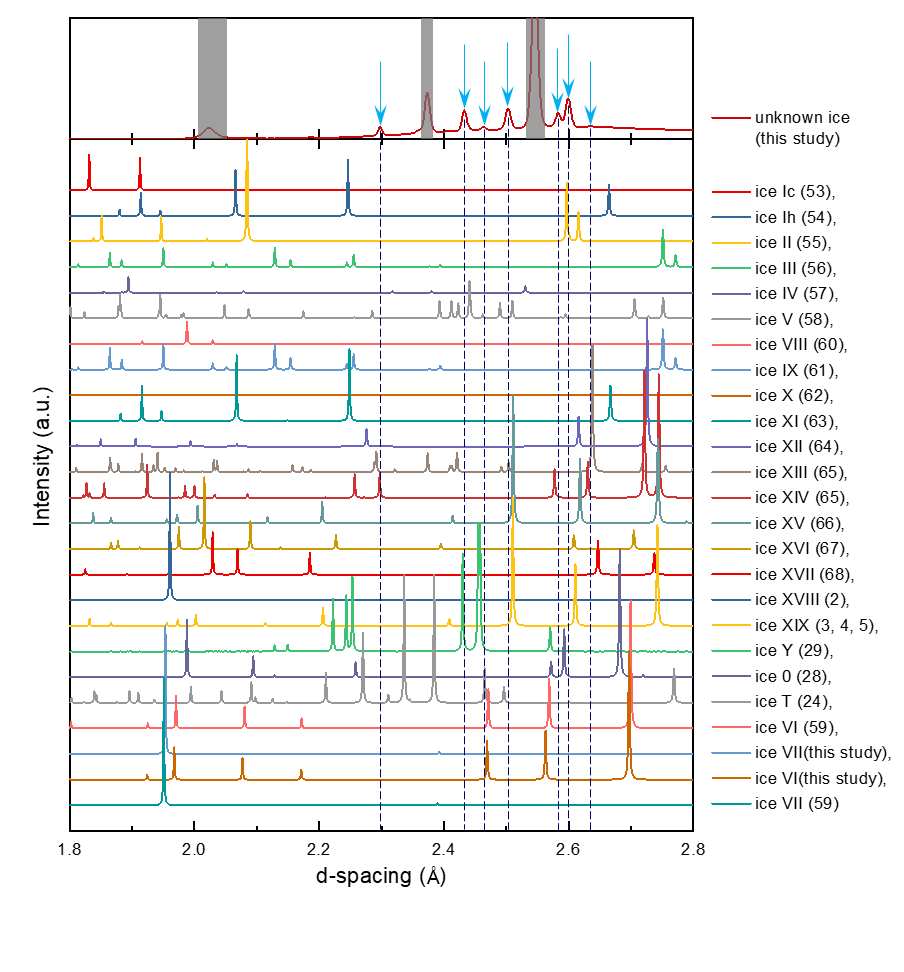 unknown ice
(this study)
ice Ic (53),
ice Ih (54),
ice II (55),
ice III (56),
ice IV (57),
ice V (58),
ice VIII (60),
ice IX (61),
ice X (62),
ice XI (63),
ice XII (64),
ice XIII (65),
ice XIV (65),
ice XV (66),
ice XVI (67),
ice XVII (68),
ice XVIII (2),
ice XIX (3, 4, 5),
ice Y (29),
ice 0 (28),
ice T (24),
ice VI (59),
ice VII(this study),
ice VI(this study),
ice VII (59)
Intensity (a.u.)
1.8 2.0 2.2 2.4 2.6 2.8
d-spacing (Å)